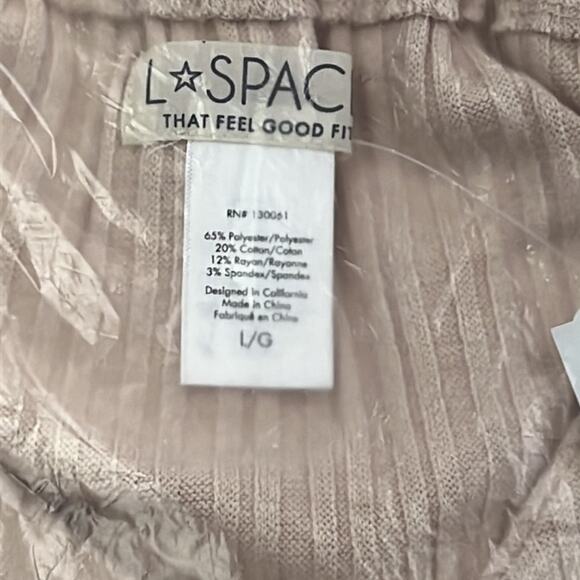 L☆SPAC
THAT FEEL GOOD FIT
RN# 130061
65% Polyester/Polyester
20% Cotton/Coton
12% Rayon/Rayonne
3% Spandex/Spandex
Designed in California
Made in China
Fabriqué en Chine
L/G